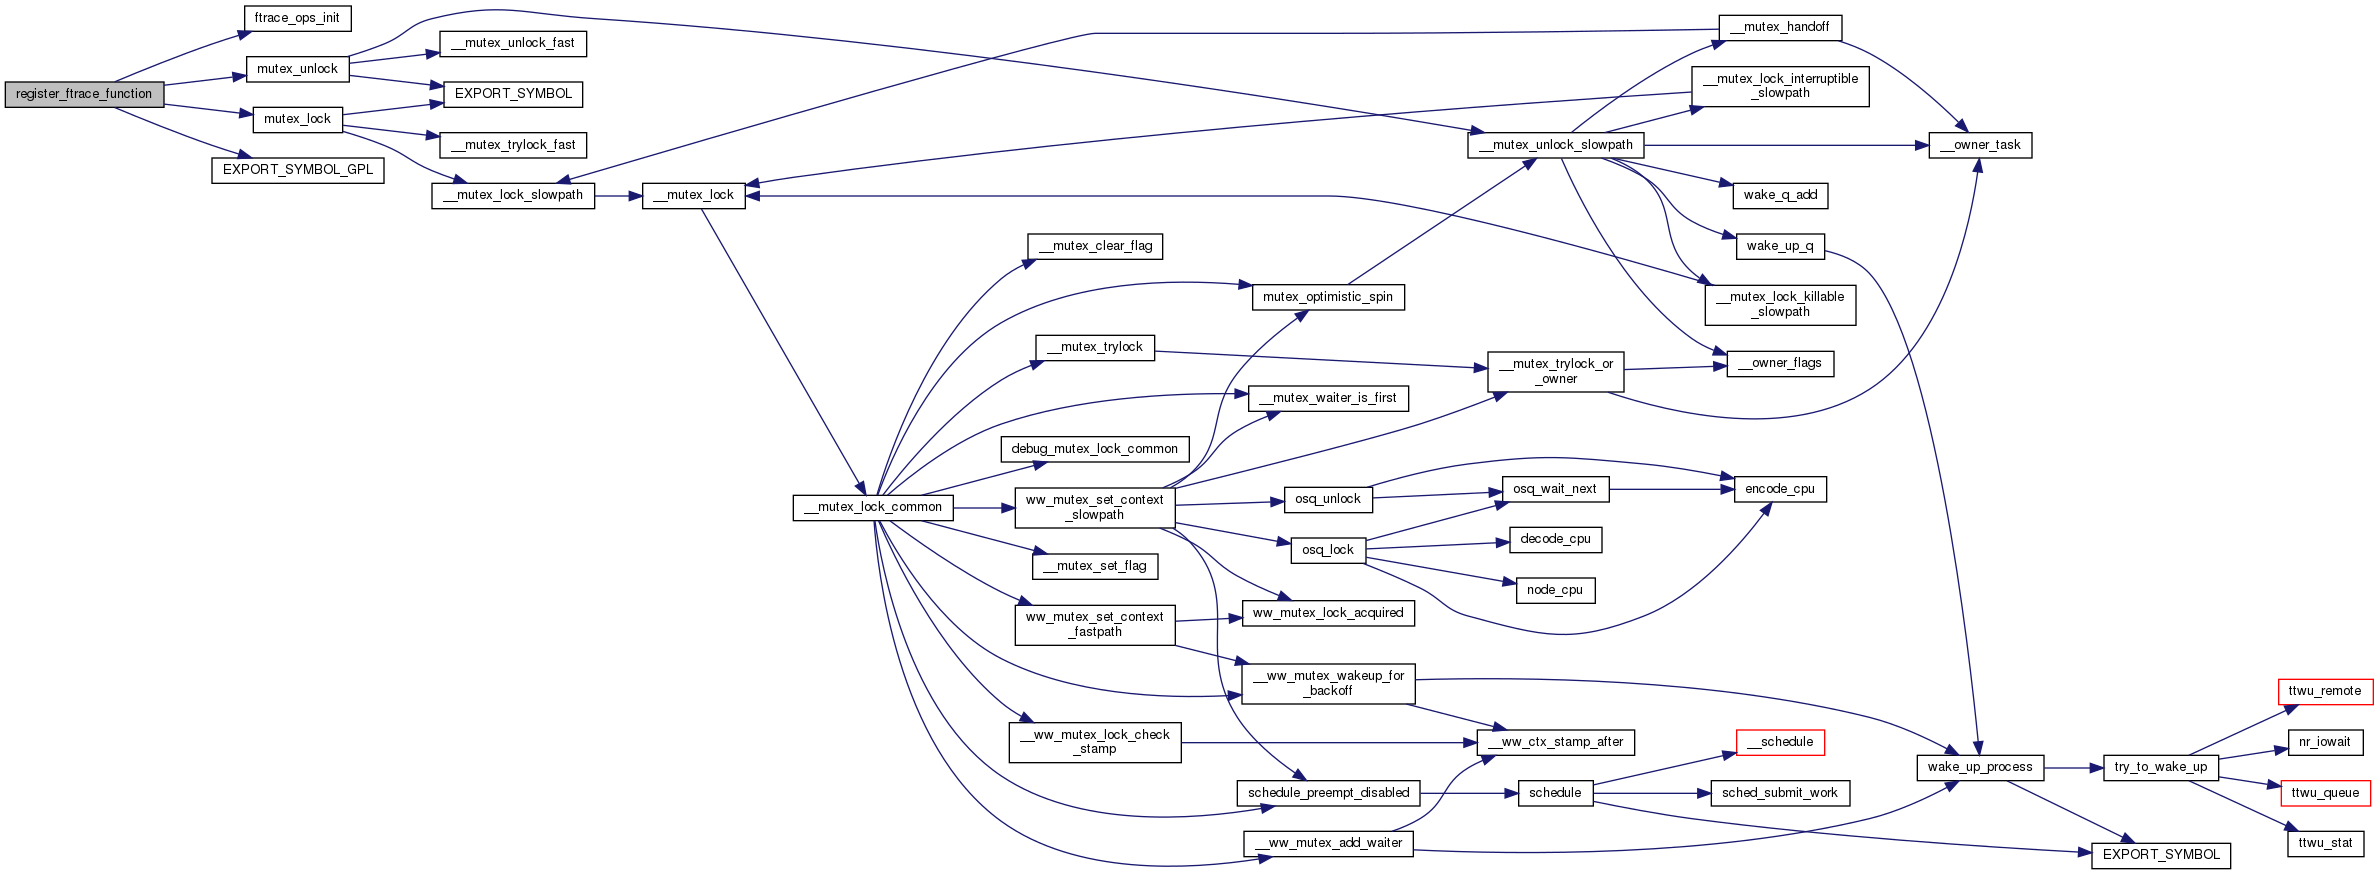 register_ftrace_function
ftrace_ops_init
mutex_unlock
mutex_lock
EXPORT_SYMBOL_GPL
__mutex_unlock_fast
EXPORT_SYMBOL
__mutex_trylock_fast
__mutex_lock_slowpath
__mutex_lock
__mutex_lock_common
__mutex_clear_flag
__mutex_trylock
debug_mutex_lock_common
ww_mutex_set_context
_slowpath
__mutex_set_flag
ww_mutex_set_context
_fastpath
__ww_mutex_lock_check
_stamp
mutex_optimistic_spin
__mutex_waiter_is_first
osq_unlock
osq_lock
ww_mutex_lock_acquired
__ww_mutex_wakeup_for
_backoff
schedule_preempt_disabled
__ww_mutex_add_waiter
__mutex_unlock_slowpath
__mutex_trylock_or
_owner
osq_wait_next
decode_cpu
node_cpu
__ww_ctx_stamp_after
schedule
__mutex_handoff
__mutex_lock_interruptible
_slowpath
wake_q_add
wake_up_q
__mutex_lock_killable
_slowpath
__owner_flags
encode_cpu
__schedule
sched_submit_work
__owner_task
wake_up_process
try_to_wake_up
EXPORT_SYMBOL
ttwu_remote
nr_iowait
ttwu_queue
ttwu_stat